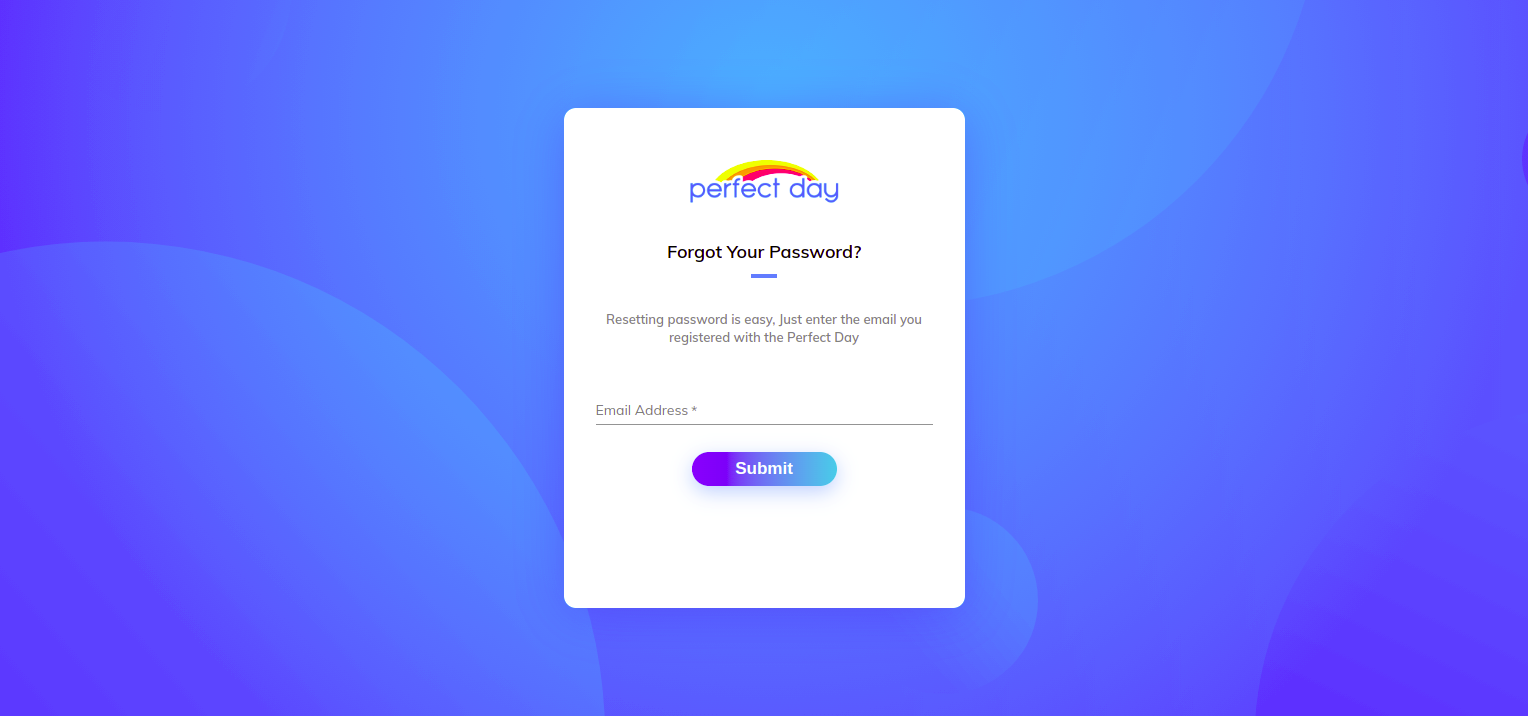 perfect day
Forgot Your Password?
Resetting password is easy, Just enter the email you
registered with the Perfect Day
Email Address *
Submit